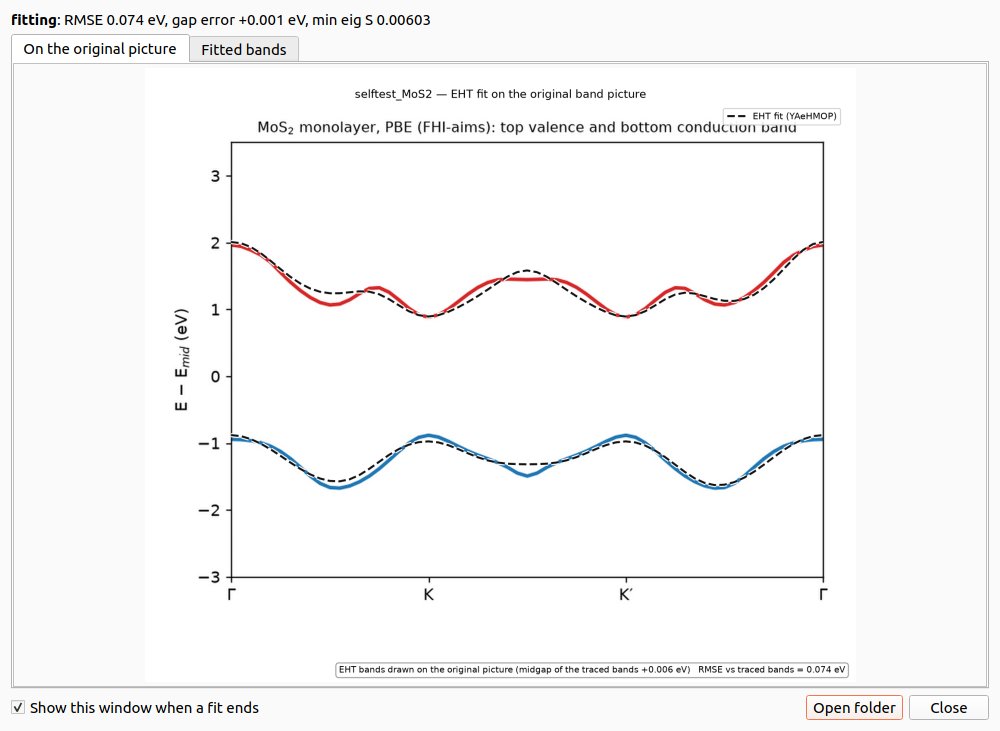 fitting: RMSE 0.074 eV, gap error +0.001 eV, min eig S 0.00603
On the original picture
Fitted bands
selftest_MoS2 — EHT fit on the original band picture
EHT fit (YAeHMOP)
MoS₂ monolayer, PBE (FHI-aims): top valence and bottom conduction band
3
2
1
0
−1
−2
−3
E − E_mid (eV)
Γ
K
K′
Γ
EHT bands drawn on the original picture (midgap of the traced bands +0.006 eV)   RMSE vs traced bands = 0.074 eV
Show this window when a fit ends
Open folder
Close